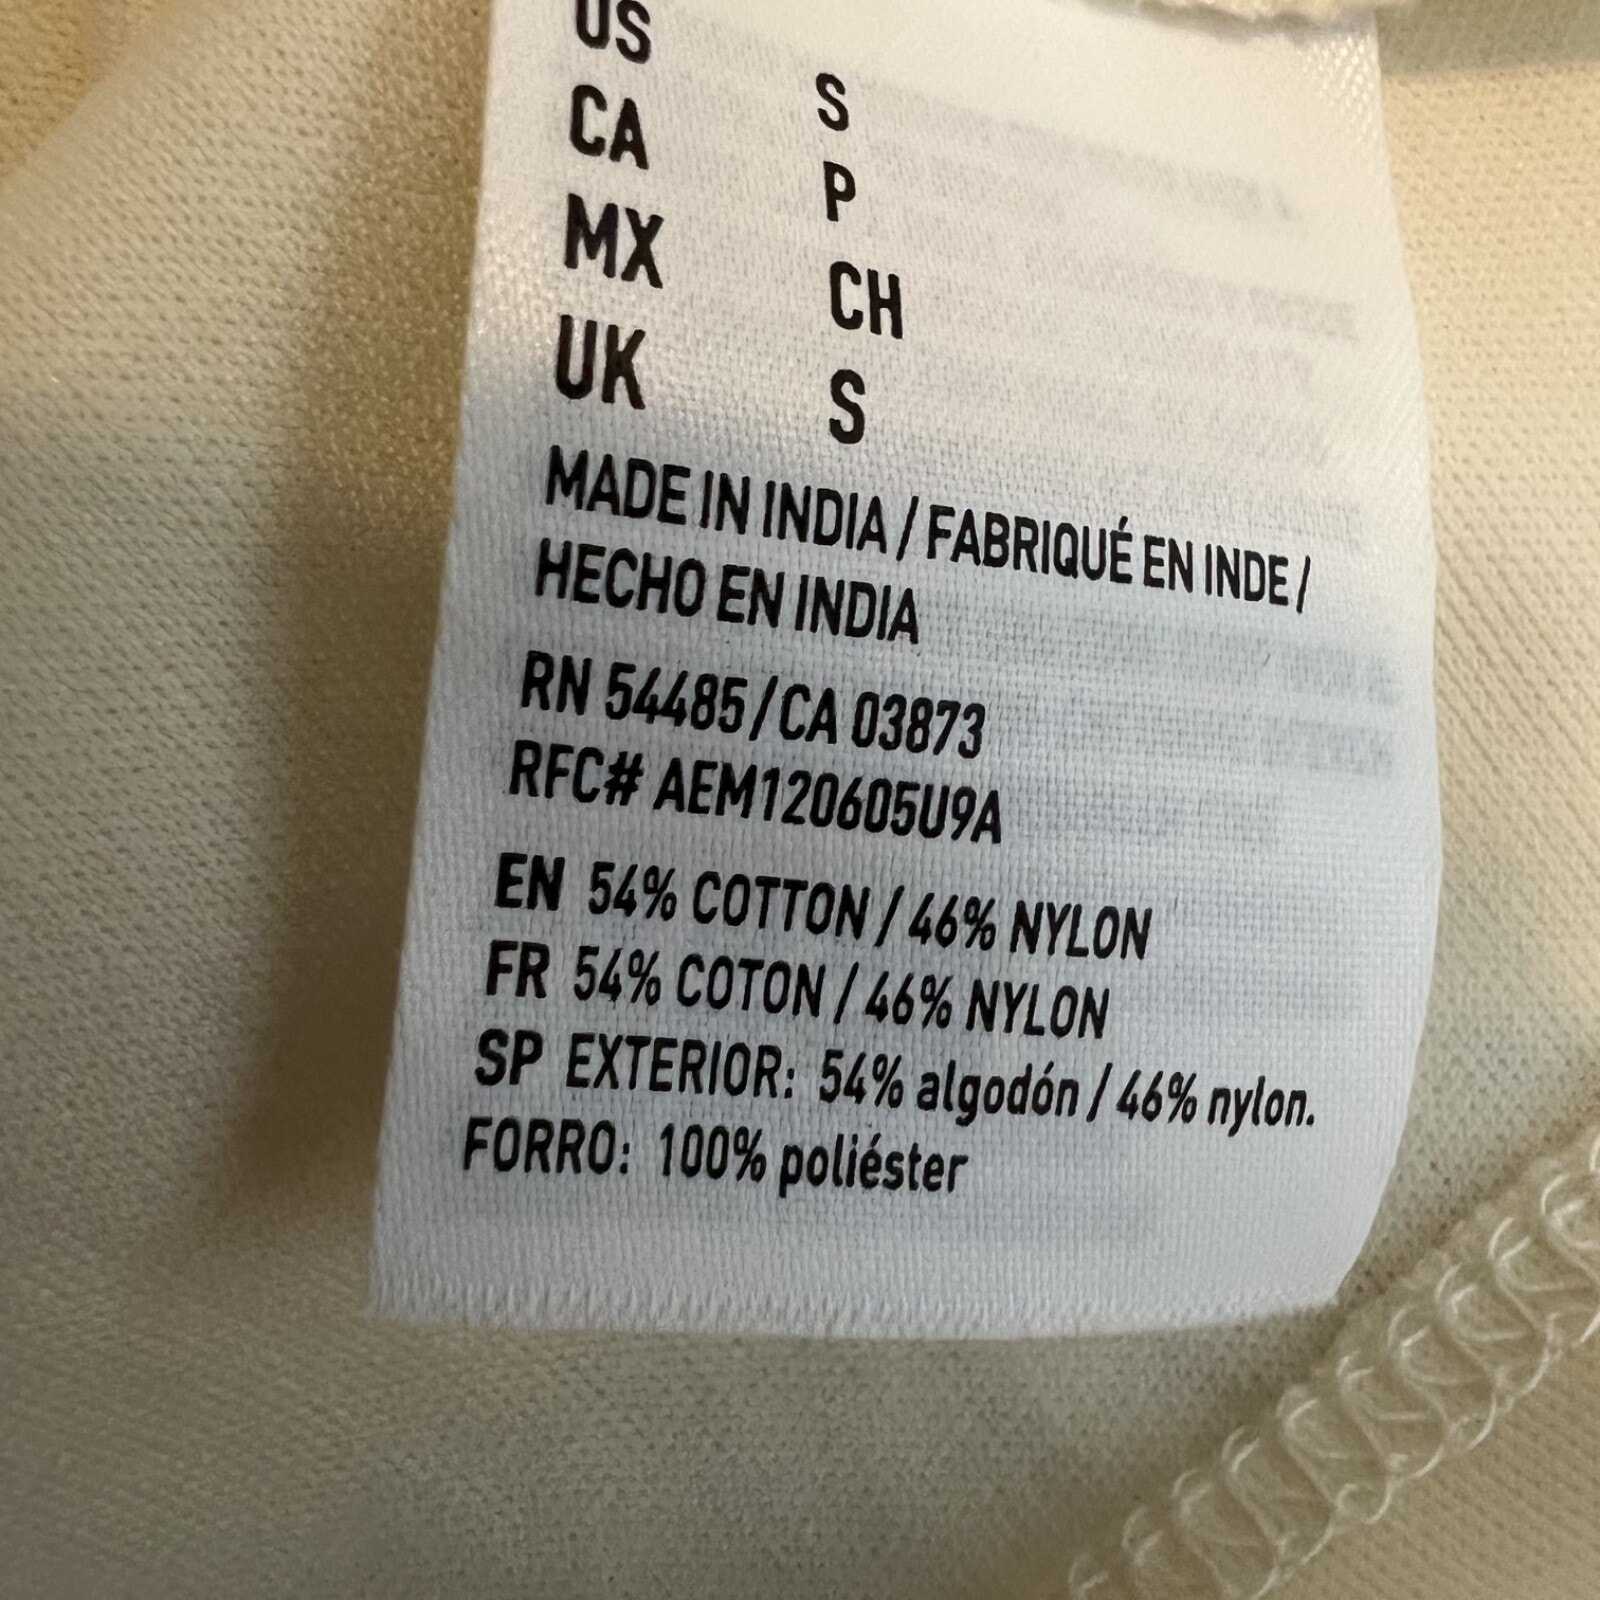 US
S
CA
P
MX
CH
UK
S
MADE IN INDIA / FABRIQUÉ EN INDE /
HECHO EN INDIA
RN 54485 / CA 03873
RFC# AEM120605U9A
EN 54% COTTON / 46% NYLON
FR 54% COTON / 46% NYLON
SP EXTERIOR: 54% algodón / 46% nylon.
FORRO: 100% poliéster